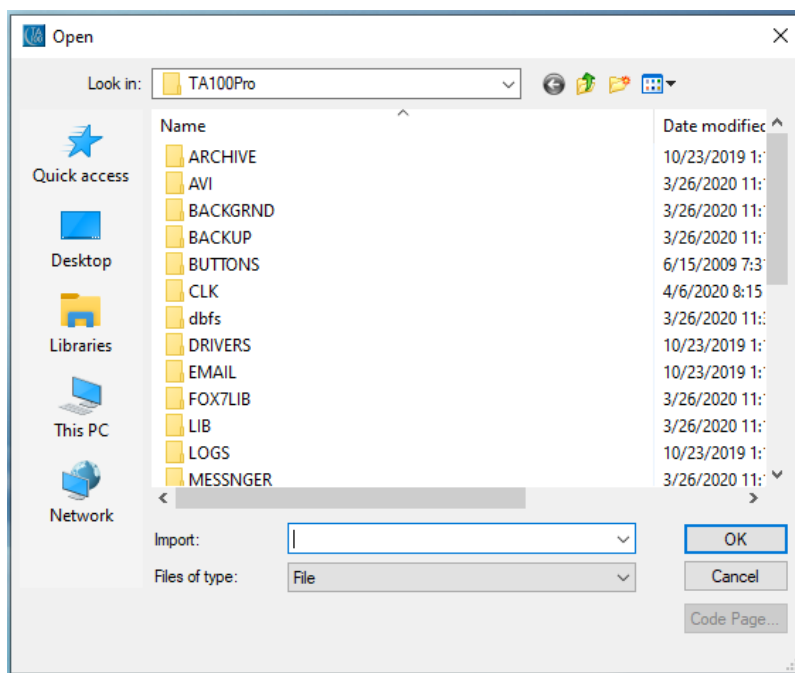 Open
Look in: TA100Pro
Name Date modified
ARCHIVE 10/23/2019 1:
AVI 3/26/2020 11:
BACKGRND 3/26/2020 11:
BACKUP 3/26/2020 11:
BUTTONS 6/15/2009 7:3
CLK 4/6/2020 8:15
dbfs 3/26/2020 11:
DRIVERS 10/23/2019 1:
EMAIL 10/23/2019 1:
FOX7LIB 3/26/2020 11:
LIB 3/26/2020 11:
LOGS 10/23/2019 1:
MESSNGER 3/26/2020 11:
Quick access
Desktop
Libraries
This PC
Network
Import: OK
Files of type: File Cancel
Code Page...